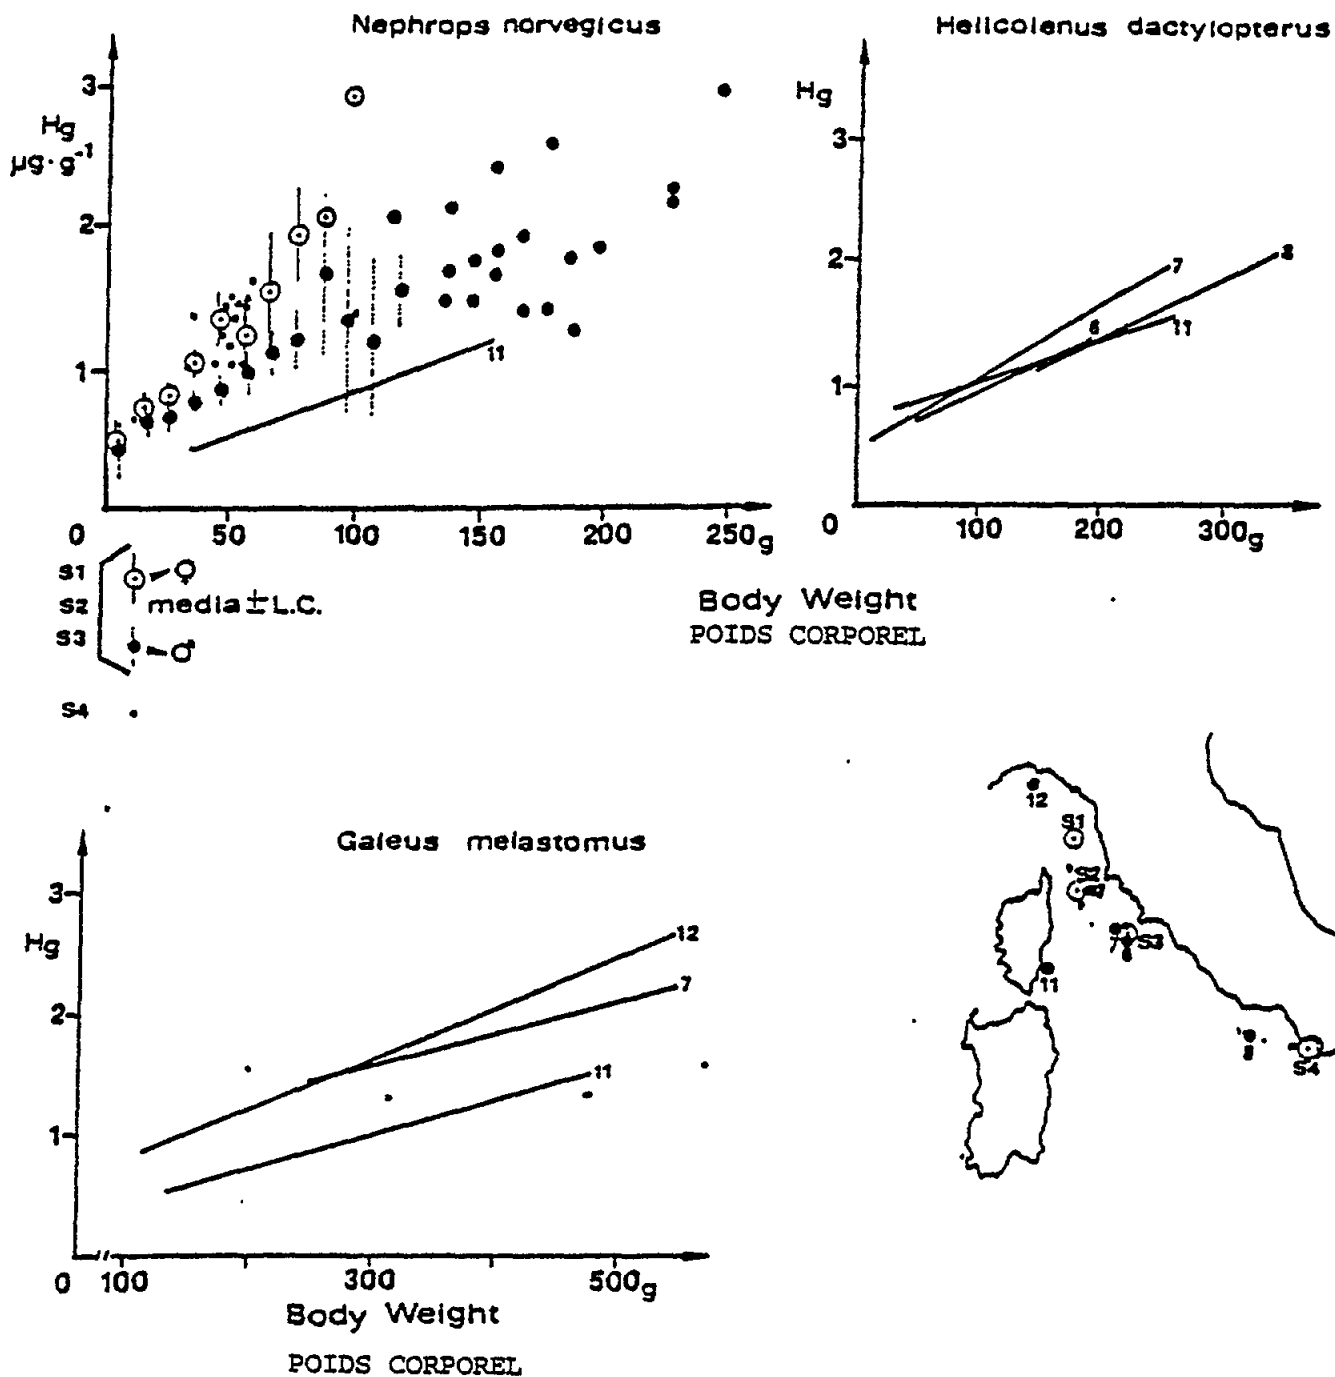 Nephrops norvegicus
3
Hg
µg·g-1
2
1
11
0 50 100 150 200 250g
S1 ♀
S2 media ± L.C.
S3 ♂
S4
Helicolenus dactylopterus
Hg
3
2
1
7
8
6
11
0 100 200 300g
Body Weight
POIDS CORPOREL
Galeus melastomus
3
Hg
2
1
12
7
11
0 100 300 500g
Body Weight
POIDS CORPOREL
12
S1
7
S3
6
11
S4